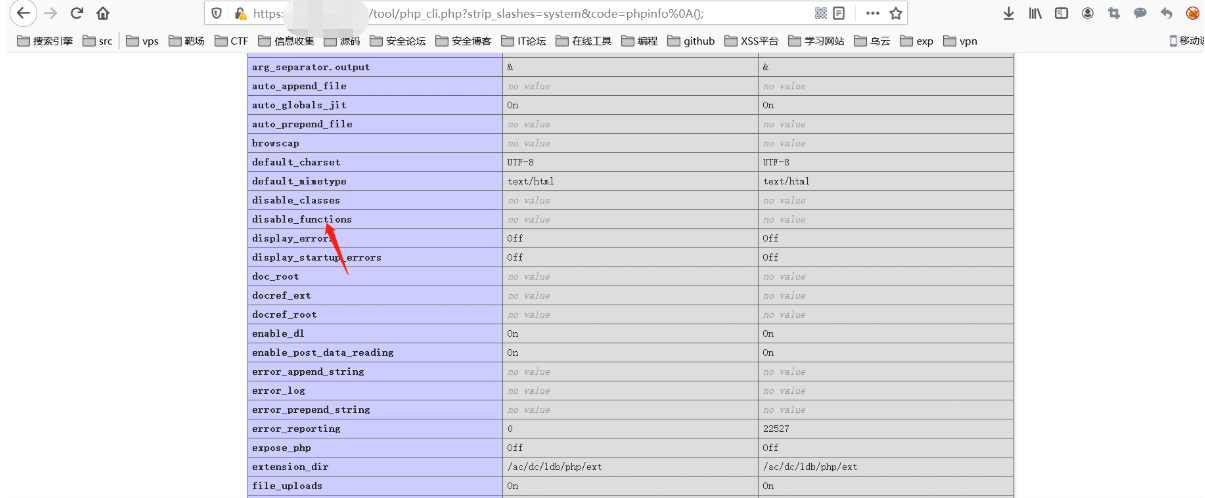 https: /tool/php_cli.php?strip_slashes=system&code=phpinfo%0A();
搜索引擎 src vps 靶场 CTF 信息收集 源码 安全论坛 安全博客 IT论坛 在线工具 编程 github XSS平台 学习网站 乌云 exp vpn 移动设
arg_separator.output & &
auto_append_file no value no value
auto_globals_jit On On
auto_prepend_file no value no value
browscap no value no value
default_charset UTF-8 UTF-8
default_mimetype text/html text/html
disable_classes no value no value
disable_functions no value no value
display_errors Off Off
display_startup_errors Off Off
doc_root no value no value
docref_ext no value no value
docref_root no value no value
enable_dl On On
enable_post_data_reading On On
error_append_string no value no value
error_log no value no value
error_prepend_string no value no value
error_reporting 0 22527
expose_php Off Off
extension_dir /ac/dc/ldb/php/ext /ac/dc/ldb/php/ext
file_uploads On On